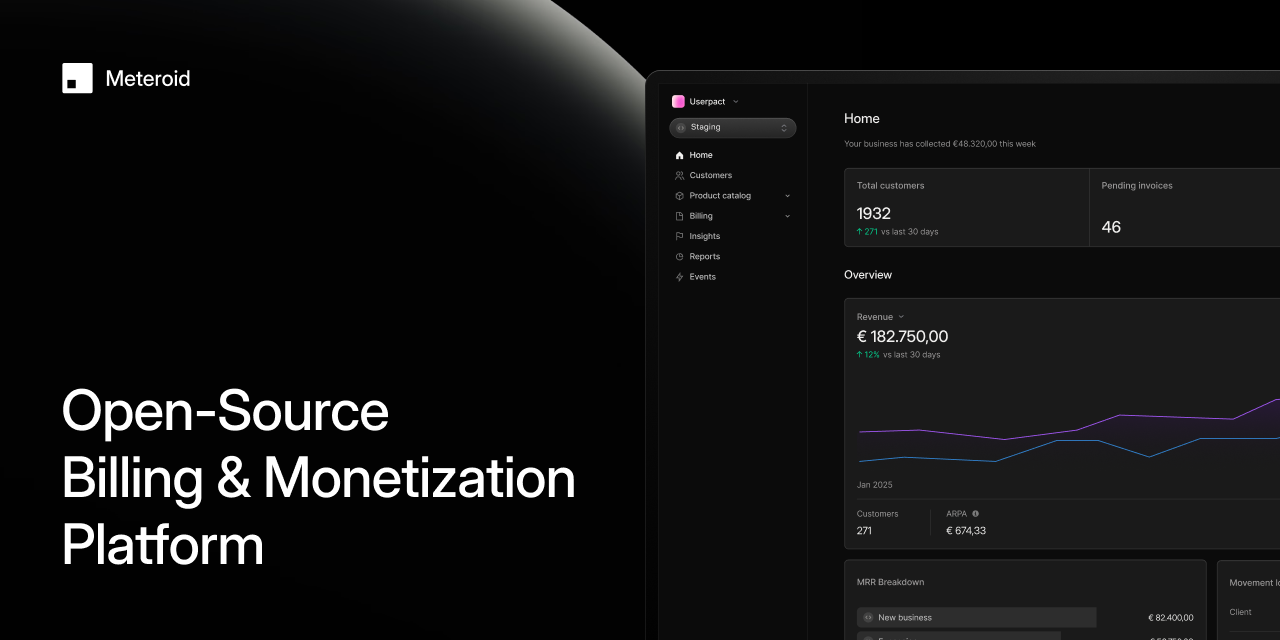 Meteroid
Open-Source
Billing & Monetization
Platform
Userpact
Staging
Home
Customers
Product catalog
Billing
Insights
Reports
Events
Home
Your business has collected €48.320,00 this week
Total customers
1932
↑ 271 vs last 30 days
Pending invoices
46
Overview
Revenue
€ 182.750,00
↑ 12% vs last 30 days
Jan 2025
Customers
271
ARPA
€ 674,33
MRR Breakdown
New business € 82.400,00
Movement
Client